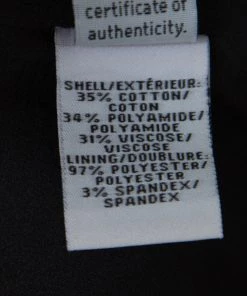 certificate of
authenticity.
SHELL/EXTÉRIEUR:
35% COTTON/
COTON
34% POLYAMIDE/
POLYAMIDE
31% VISCOSE/
VISCOSE
LINING/DOUBLURE:
97% POLYESTER/
POLYESTER
3% SPANDEX/
SPANDEX